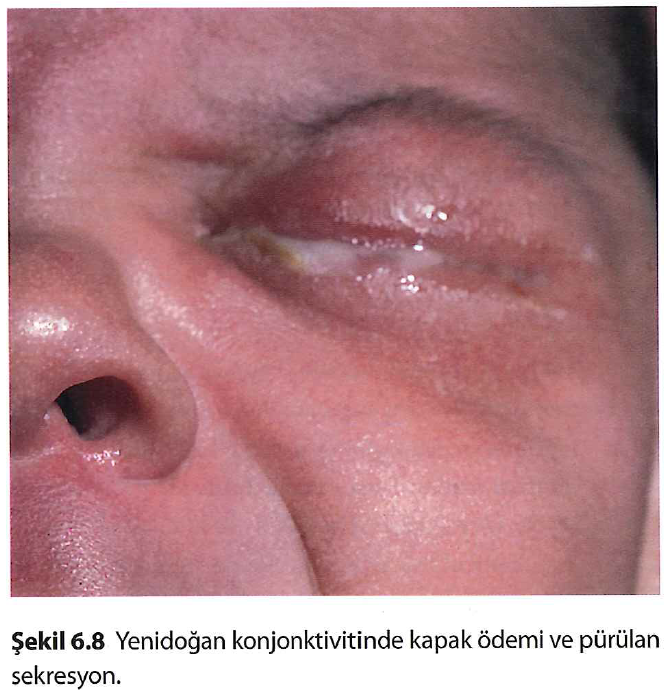 Şekil 6.8 Yenidoğan konjonktivitinde kapak ödemi ve pürülan
sekresyon.